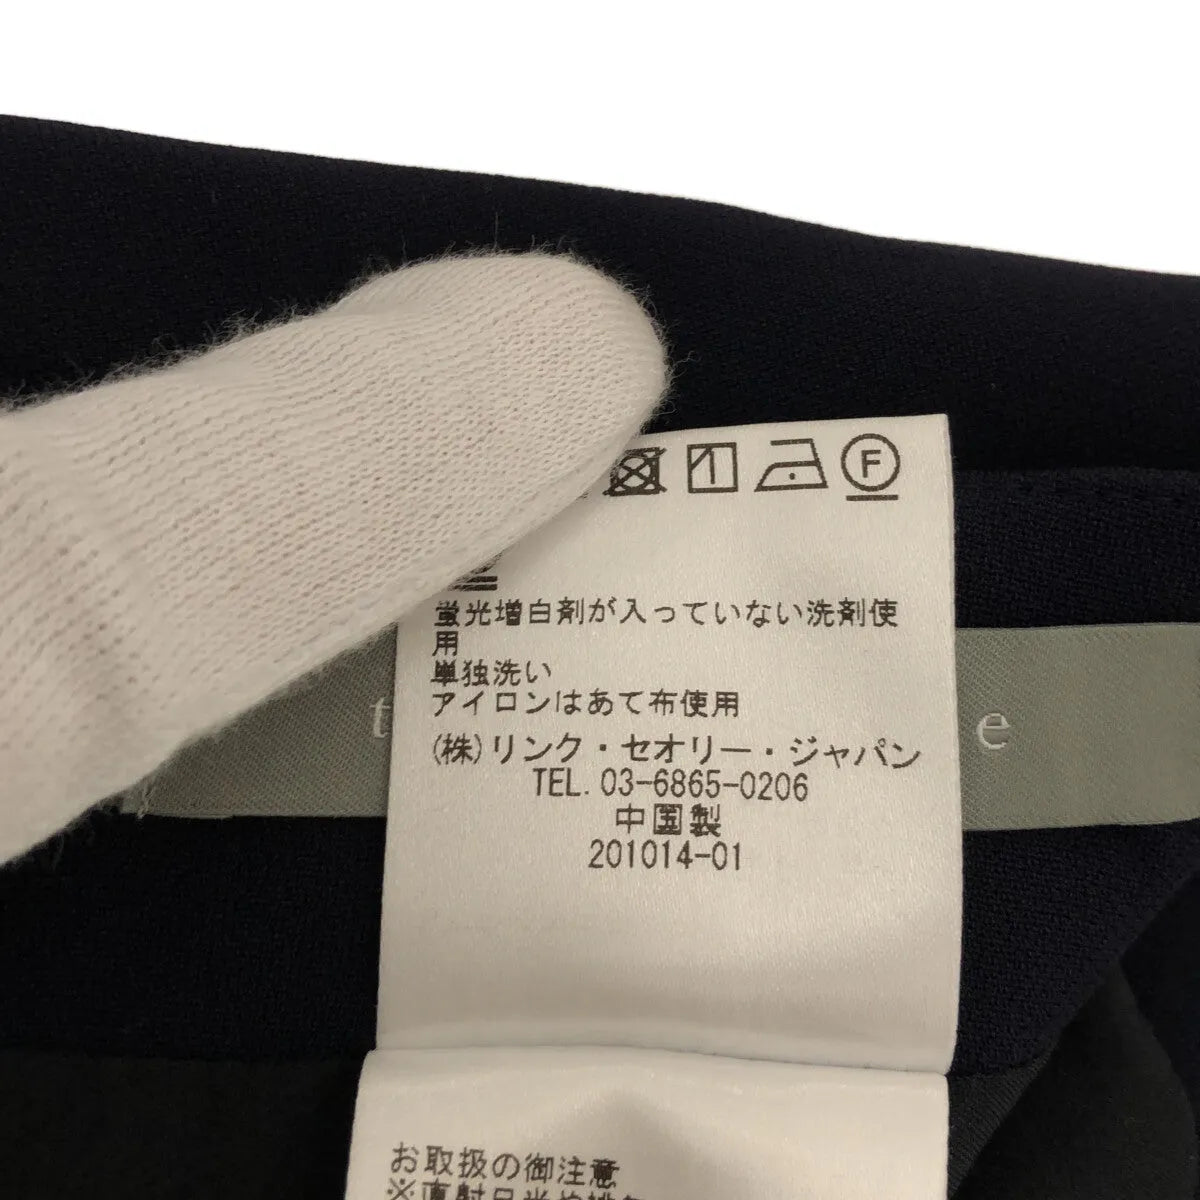 F
蛍光増白剤が入っていない洗剤使
用
単独洗い
アイロンはあて布使用
t
e
(株)リンク・セオリー・ジャパン
TEL. 03-6865-0206
中国製
201014-01
お取扱の御注意